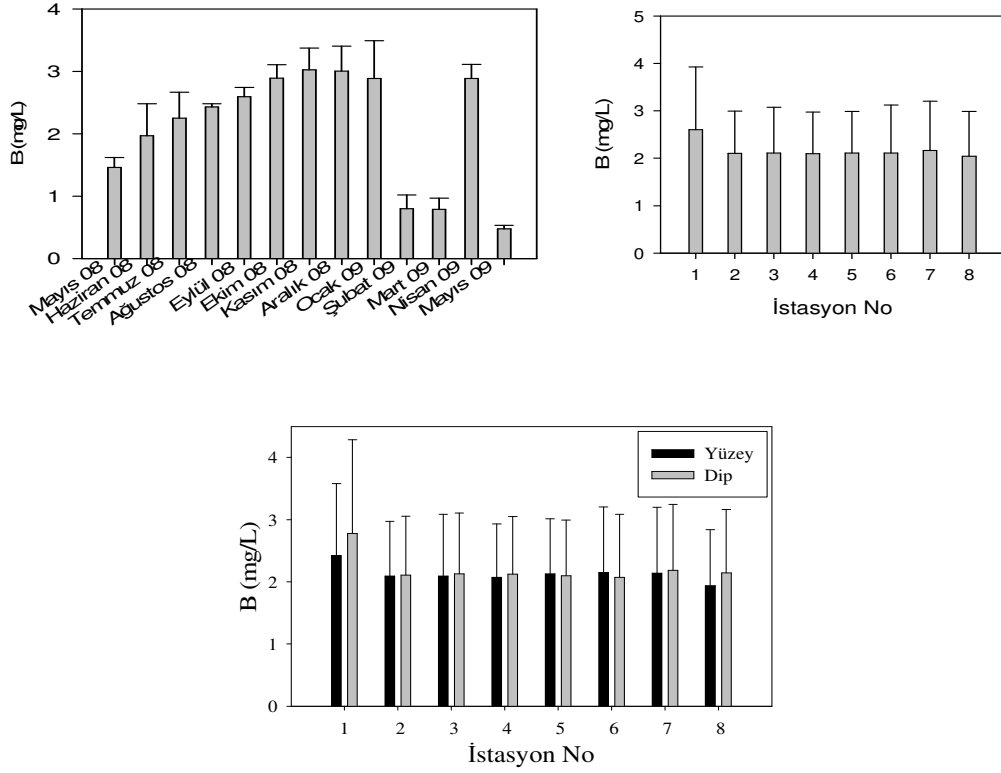 B (mg/L)
4
3
2
1
0
Mayıs 08
Haziran 08
Temmuz 08
Ağustos 08
Eylül 08
Ekim 08
Kasım 08
Aralık 08
Ocak 09
Şubat 09
Mart 09
Nisan 09
Mayıs 09
B (mg/L)
5
4
3
2
1
0
1 2 3 4 5 6 7 8
İstasyon No
B (mg/L)
4
3
2
1
0
Yüzey
Dip
1 2 3 4 5 6 7 8
İstasyon No